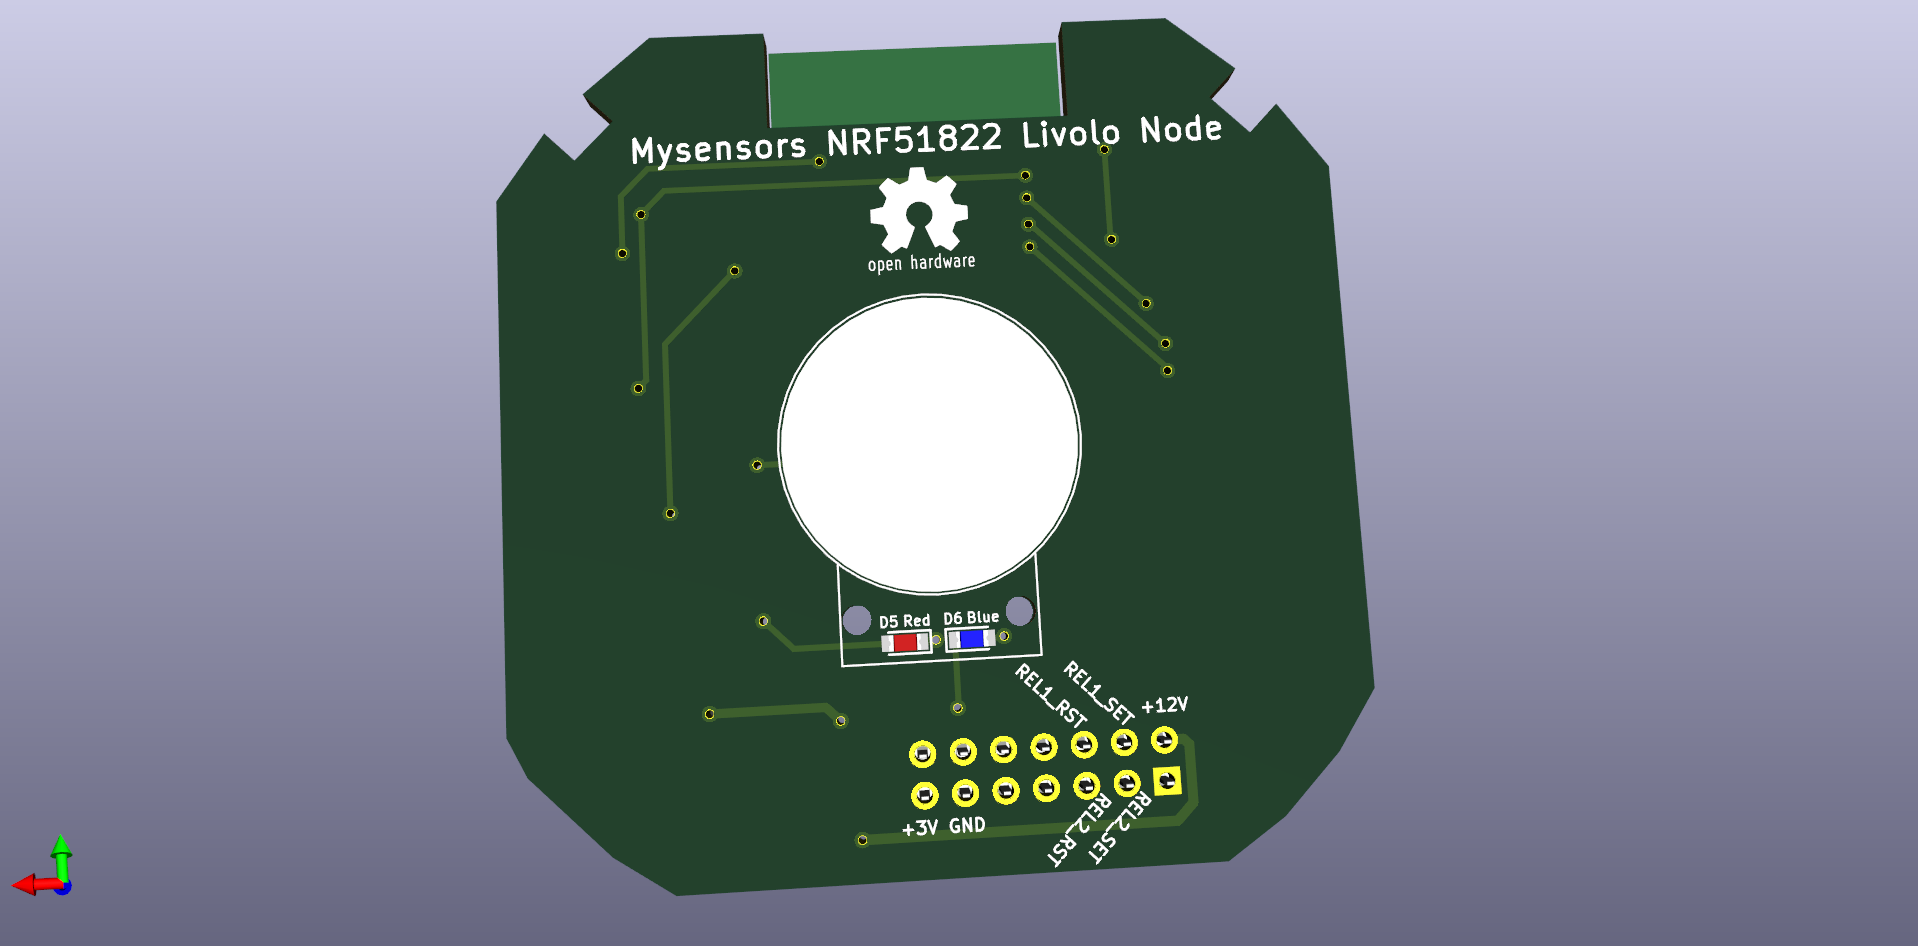 Mysensors NRF51822 Livolo Node
open hardware
D5 Red D6 Blue
REL1_RST
REL1_SET
+12V
+3V GND
REL2_RST
REL2_SET